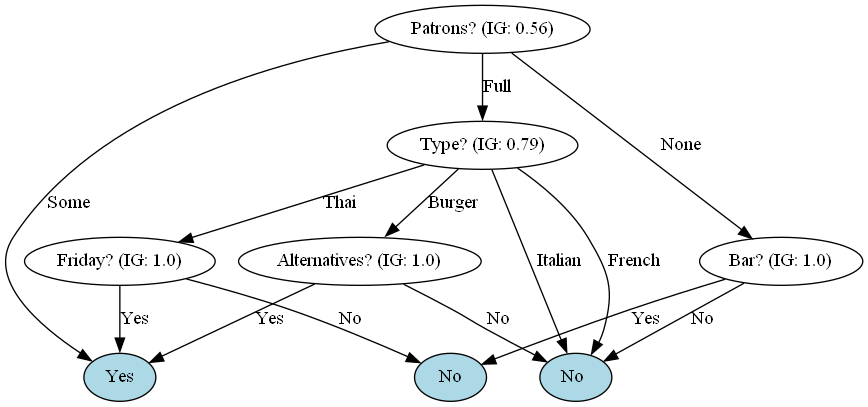 Patrons? (IG: 0.56)
Full
Type? (IG: 0.79)
None
Some
Thai
Burger
Friday? (IG: 1.0)
Alternatives? (IG: 1.0)
Italian
French
Bar? (IG: 1.0)
Yes
No
Yes
No
Yes
No
Yes
No
No